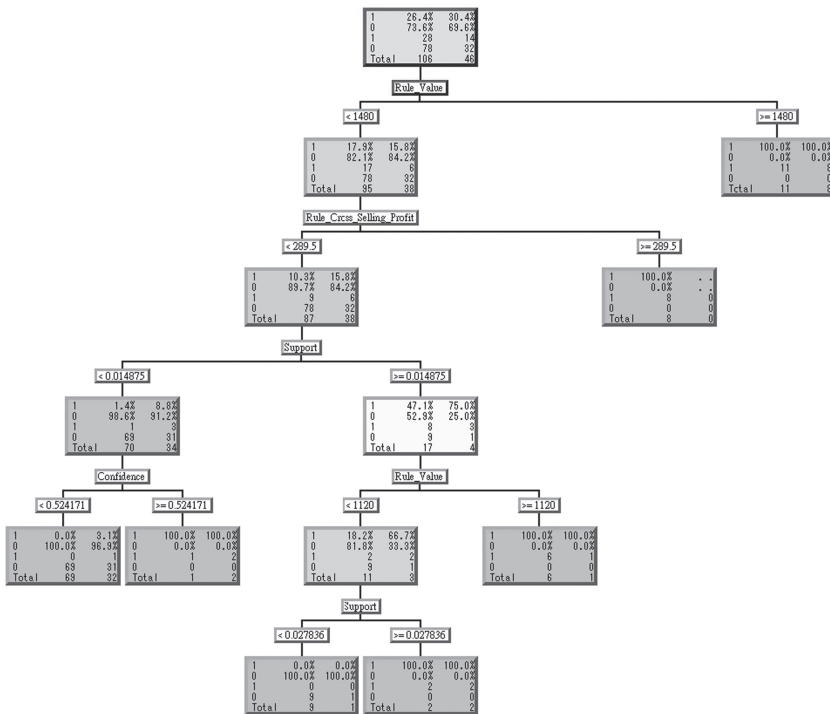 1 26.4% 30.4%
0 73.6% 69.6%
1 28 14
0 78 32
Total 106 46
Rule_Value
< 1480
>= 1480
1 17.9% 15.8%
0 82.1% 84.2%
1 17 6
0 78 32
Total 95 38
1 100.0% 100.0%
0 0.0% 0.0%
1 11 8
0 0 0
Total 11 8
Rule_Crcss_Selling_Profit
< 289.5
>= 289.5
1 10.3% 15.8%
0 89.7% 84.2%
1 9 6
0 78 32
Total 87 38
1 100.0% . .
0 0.0% . .
1 8 0
0 0 0
Total 8 0
Support
< 0.014875
>= 0.014875
1 1.4% 8.8%
0 98.6% 91.2%
1 1 3
0 69 31
Total 70 34
1 47.1% 75.0%
0 52.9% 25.0%
1 8 3
0 9 1
Total 17 4
Confidence
Rule_Value
< 0.524171
>= 0.524171
< 1120
>= 1120
1 0.0% 3.1%
0 100.0% 96.9%
1 0 1
0 69 31
Total 69 32
1 100.0% 100.0%
0 0.0% 0.0%
1 1 2
0 0 0
Total 1 2
1 18.2% 66.7%
0 81.8% 33.3%
1 2 2
0 9 1
Total 11 3
1 100.0% 100.0%
0 0.0% 0.0%
1 6 1
0 0 0
Total 6 1
Support
< 0.027836
>= 0.027836
1 0.0% 0.0%
0 100.0% 100.0%
1 0 0
0 9 1
Total 9 1
1 100.0% 100.0%
0 0.0% 0.0%
1 2 2
0 0 0
Total 2 2